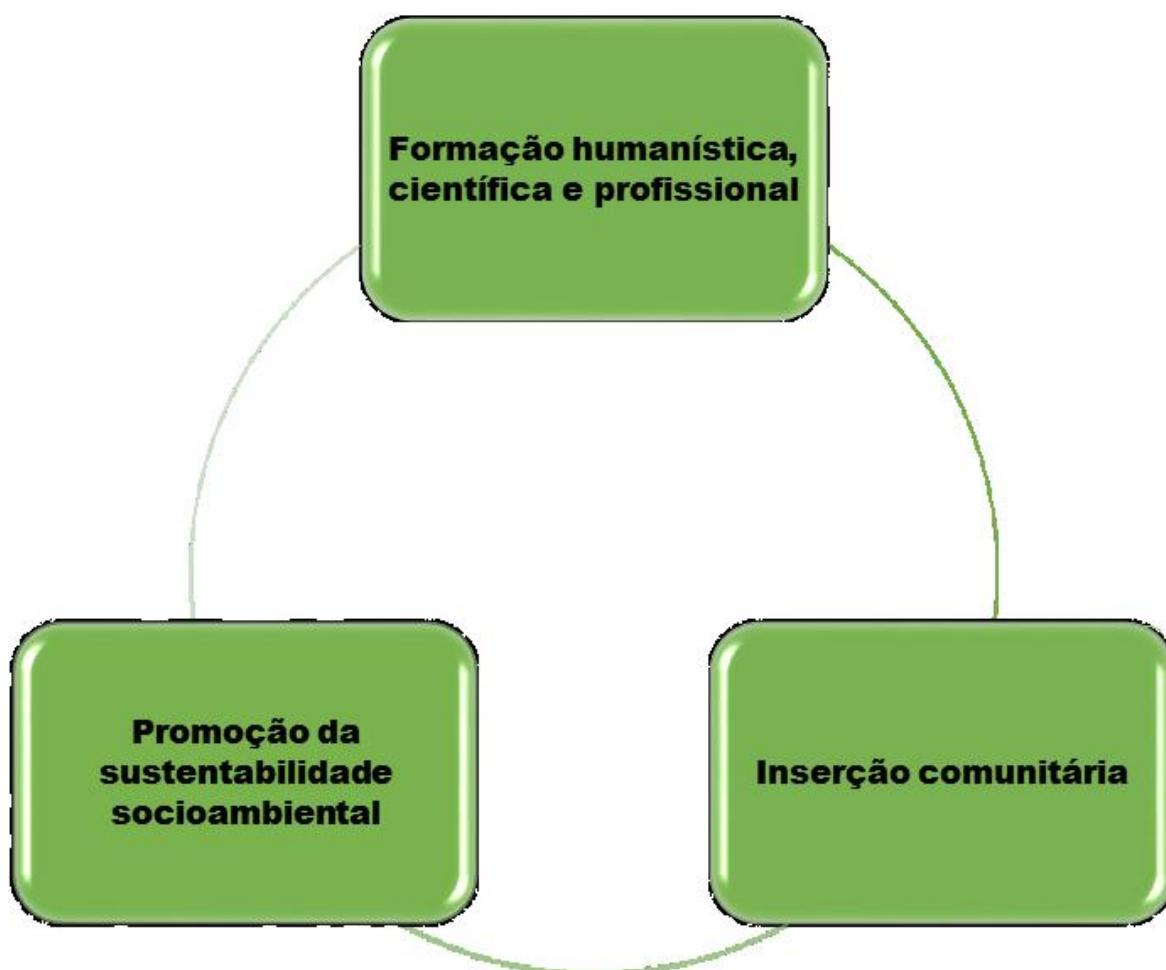 Formação humanística,
científica e profissional
Promoção da
sustentabilidade
socioambiental
Inserção comunitária